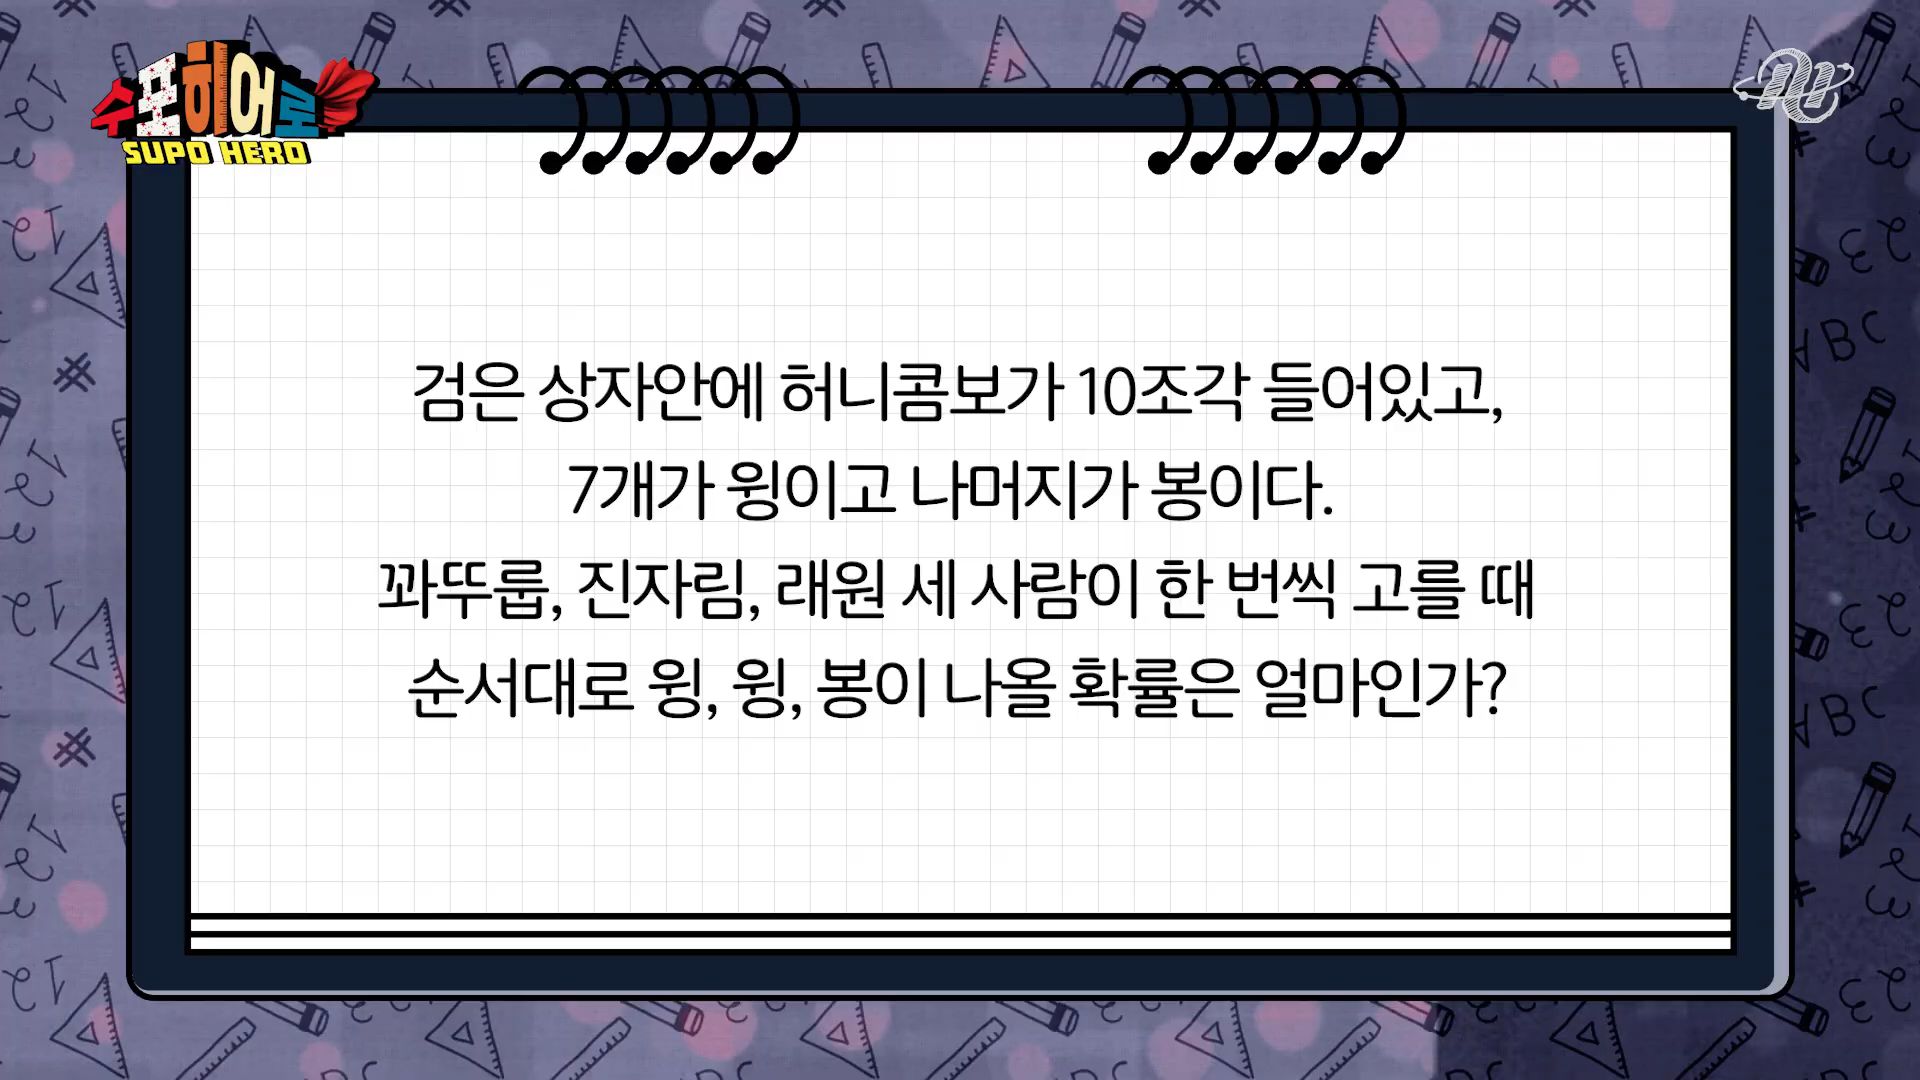 수포히어로
SUPO HERO
검은 상자안에 허니콤보가 10조각 들어있고,
7개가 윙이고 나머지가 봉이다.
꽈뚜룹, 진자림, 래원 세 사람이 한 번씩 고를 때
순서대로 윙, 윙, 봉이 나올 확률은 얼마인가?